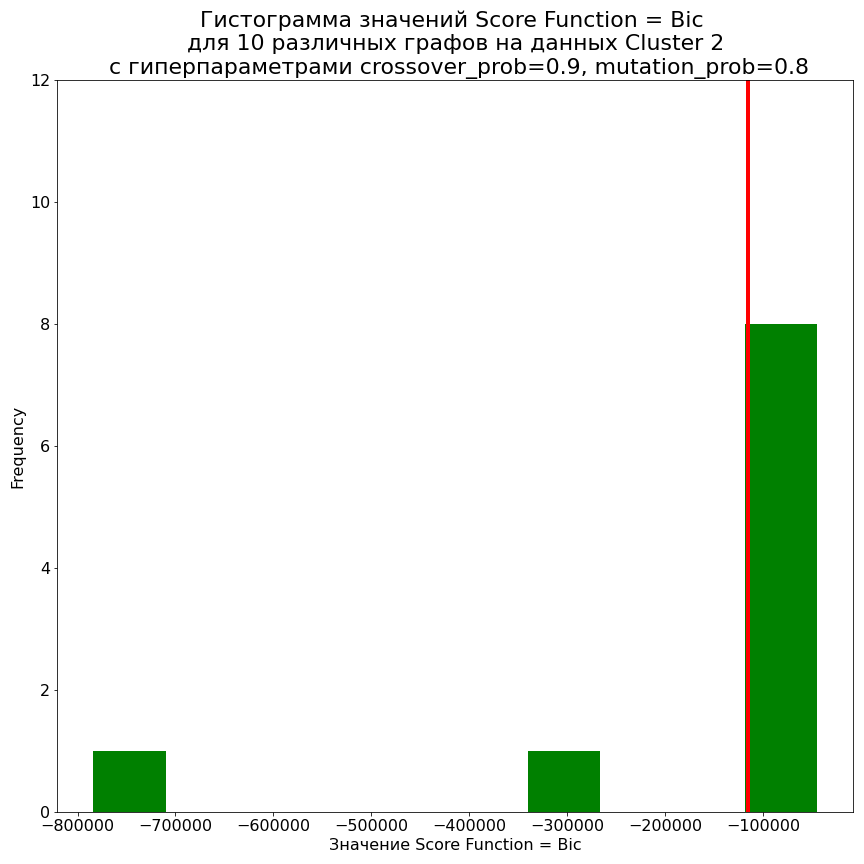 Гистограмма значений Score Function = Bic
для 10 различных графов на данных Cluster 2
с гиперпараметрами crossover_prob=0.9, mutation_prob=0.8
12
10
8
6
4
2
0
Frequency
−800000 −700000 −600000 −500000 −400000 −300000 −200000 −100000
Значение Score Function = Bic